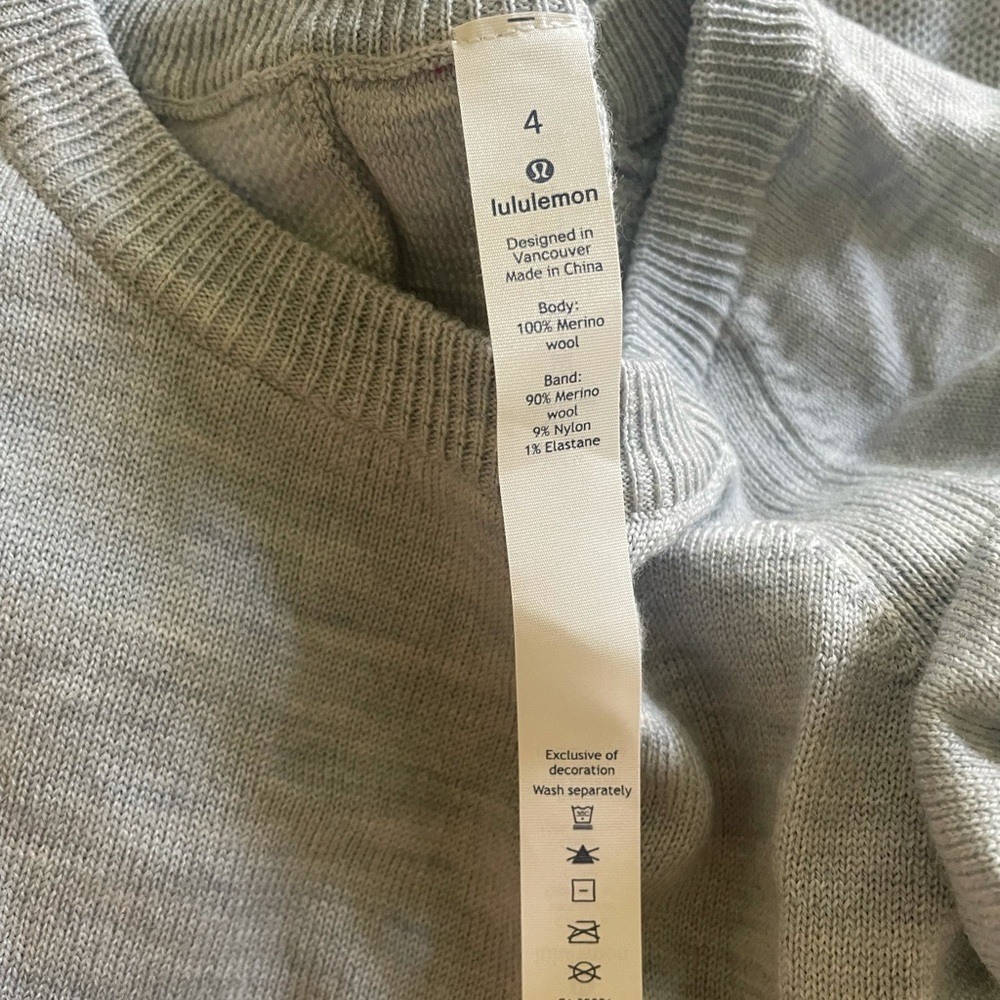 4
lululemon
Designed in
Vancouver
Made in China
Body:
100% Merino
wool
Band:
90% Merino
wool
9% Nylon
1% Elastane
Exclusive of
decoration
Wash separately
30C